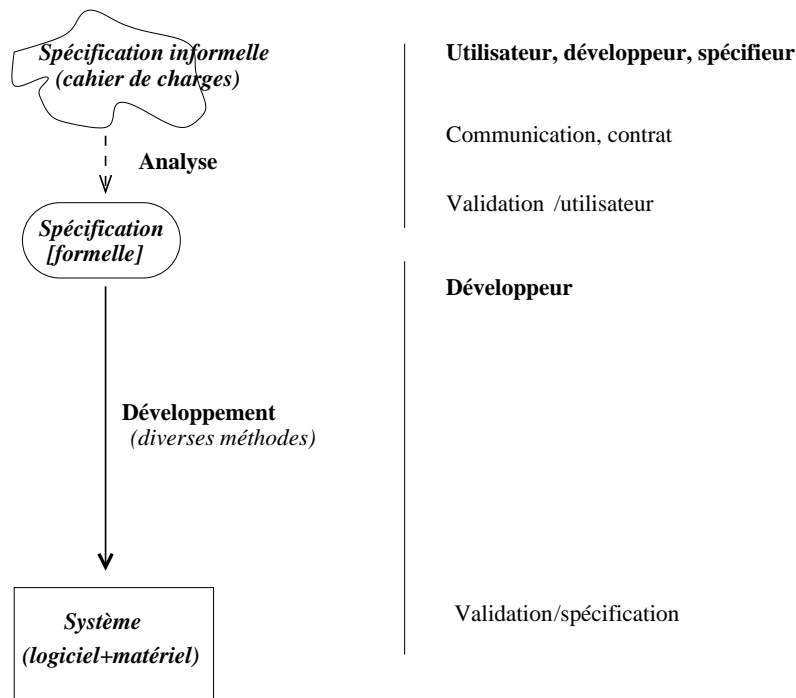 Spécification informelle
(cahier de charges)
Utilisateur, développeur, spécifieur
Communication, contrat
Analyse
Validation /utilisateur
Spécification
[formelle]
Développeur
Développement
(diverses méthodes)
Système
(logiciel+matériel)
Validation/spécification